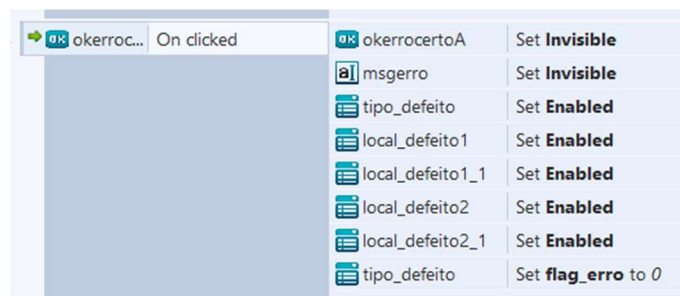 okerroc... On clicked okerrocertoA Set Invisible
msgerro Set Invisible
tipo_defeito Set Enabled
local_defeito1 Set Enabled
local_defeito1_1 Set Enabled
local_defeito2 Set Enabled
local_defeito2_1 Set Enabled
tipo_defeito Set flag_erro to 0